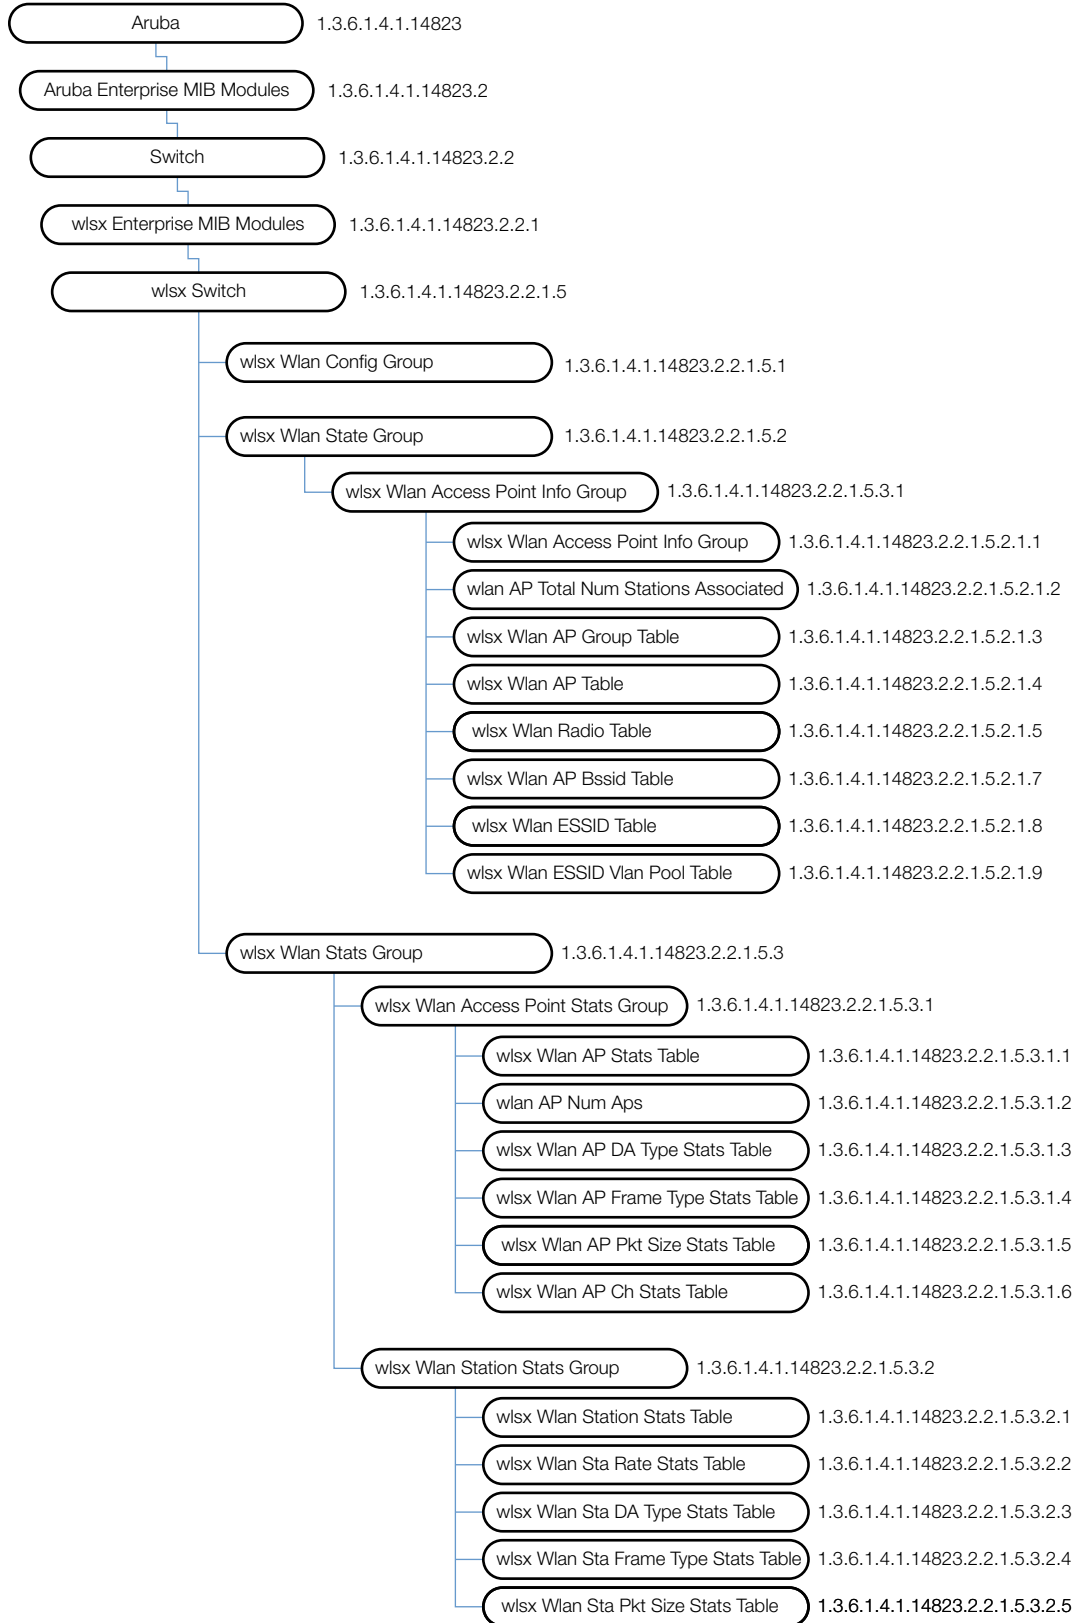 Aruba 1.3.6.1.4.1.14823
Aruba Enterprise MIB Modules 1.3.6.1.4.1.14823.2
Switch 1.3.6.1.4.1.14823.2.2
wlsx Enterprise MIB Modules 1.3.6.1.4.1.14823.2.2.1
wlsx Switch 1.3.6.1.4.1.14823.2.2.1.5
wlsx Wlan Config Group 1.3.6.1.4.1.14823.2.2.1.5.1
wlsx Wlan State Group 1.3.6.1.4.1.14823.2.2.1.5.2
wlsx Wlan Access Point Info Group 1.3.6.1.4.1.14823.2.2.1.5.3.1
wlsx Wlan Access Point Info Group 1.3.6.1.4.1.14823.2.2.1.5.2.1.1
wlan AP Total Num Stations Associated 1.3.6.1.4.1.14823.2.2.1.5.2.1.2
wlsx Wlan AP Group Table 1.3.6.1.4.1.14823.2.2.1.5.2.1.3
wlsx Wlan AP Table 1.3.6.1.4.1.14823.2.2.1.5.2.1.4
wlsx Wlan Radio Table 1.3.6.1.4.1.14823.2.2.1.5.2.1.5
wlsx Wlan AP Bssid Table 1.3.6.1.4.1.14823.2.2.1.5.2.1.7
wlsx Wlan ESSID Table 1.3.6.1.4.1.14823.2.2.1.5.2.1.8
wlsx Wlan ESSID Vlan Pool Table 1.3.6.1.4.1.14823.2.2.1.5.2.1.9
wlsx Wlan Stats Group 1.3.6.1.4.1.14823.2.2.1.5.3
wlsx Wlan Access Point Stats Group 1.3.6.1.4.1.14823.2.2.1.5.3.1
wlsx Wlan AP Stats Table 1.3.6.1.4.1.14823.2.2.1.5.3.1.1
wlan AP Num Aps 1.3.6.1.4.1.14823.2.2.1.5.3.1.2
wlsx Wlan AP DA Type Stats Table 1.3.6.1.4.1.14823.2.2.1.5.3.1.3
wlsx Wlan AP Frame Type Stats Table 1.3.6.1.4.1.14823.2.2.1.5.3.1.4
wlsx Wlan AP Pkt Size Stats Table 1.3.6.1.4.1.14823.2.2.1.5.3.1.5
wlsx Wlan AP Ch Stats Table 1.3.6.1.4.1.14823.2.2.1.5.3.1.6
wlsx Wlan Station Stats Group 1.3.6.1.4.1.14823.2.2.1.5.3.2
wlsx Wlan Station Stats Table 1.3.6.1.4.1.14823.2.2.1.5.3.2.1
wlsx Wlan Sta Rate Stats Table 1.3.6.1.4.1.14823.2.2.1.5.3.2.2
wlsx Wlan Sta DA Type Stats Table 1.3.6.1.4.1.14823.2.2.1.5.3.2.3
wlsx Wlan Sta Frame Type Stats Table 1.3.6.1.4.1.14823.2.2.1.5.3.2.4
wlsx Wlan Sta Pkt Size Stats Table 1.3.6.1.4.1.14823.2.2.1.5.3.2.5